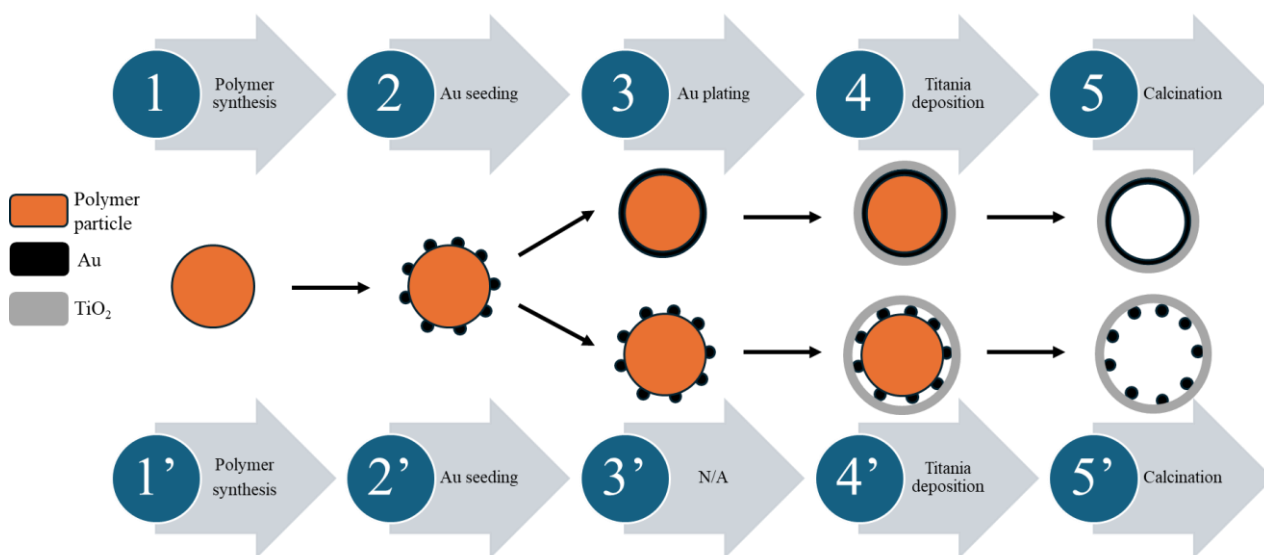 1
Polymer
synthesis
2
Au seeding
3
Au plating
4
Titania
deposition
5
Calcination
Polymer
particle
Au
TiO₂
1’
Polymer
synthesis
2’
Au seeding
3’
N/A
4’
Titania
deposition
5’
Calcination